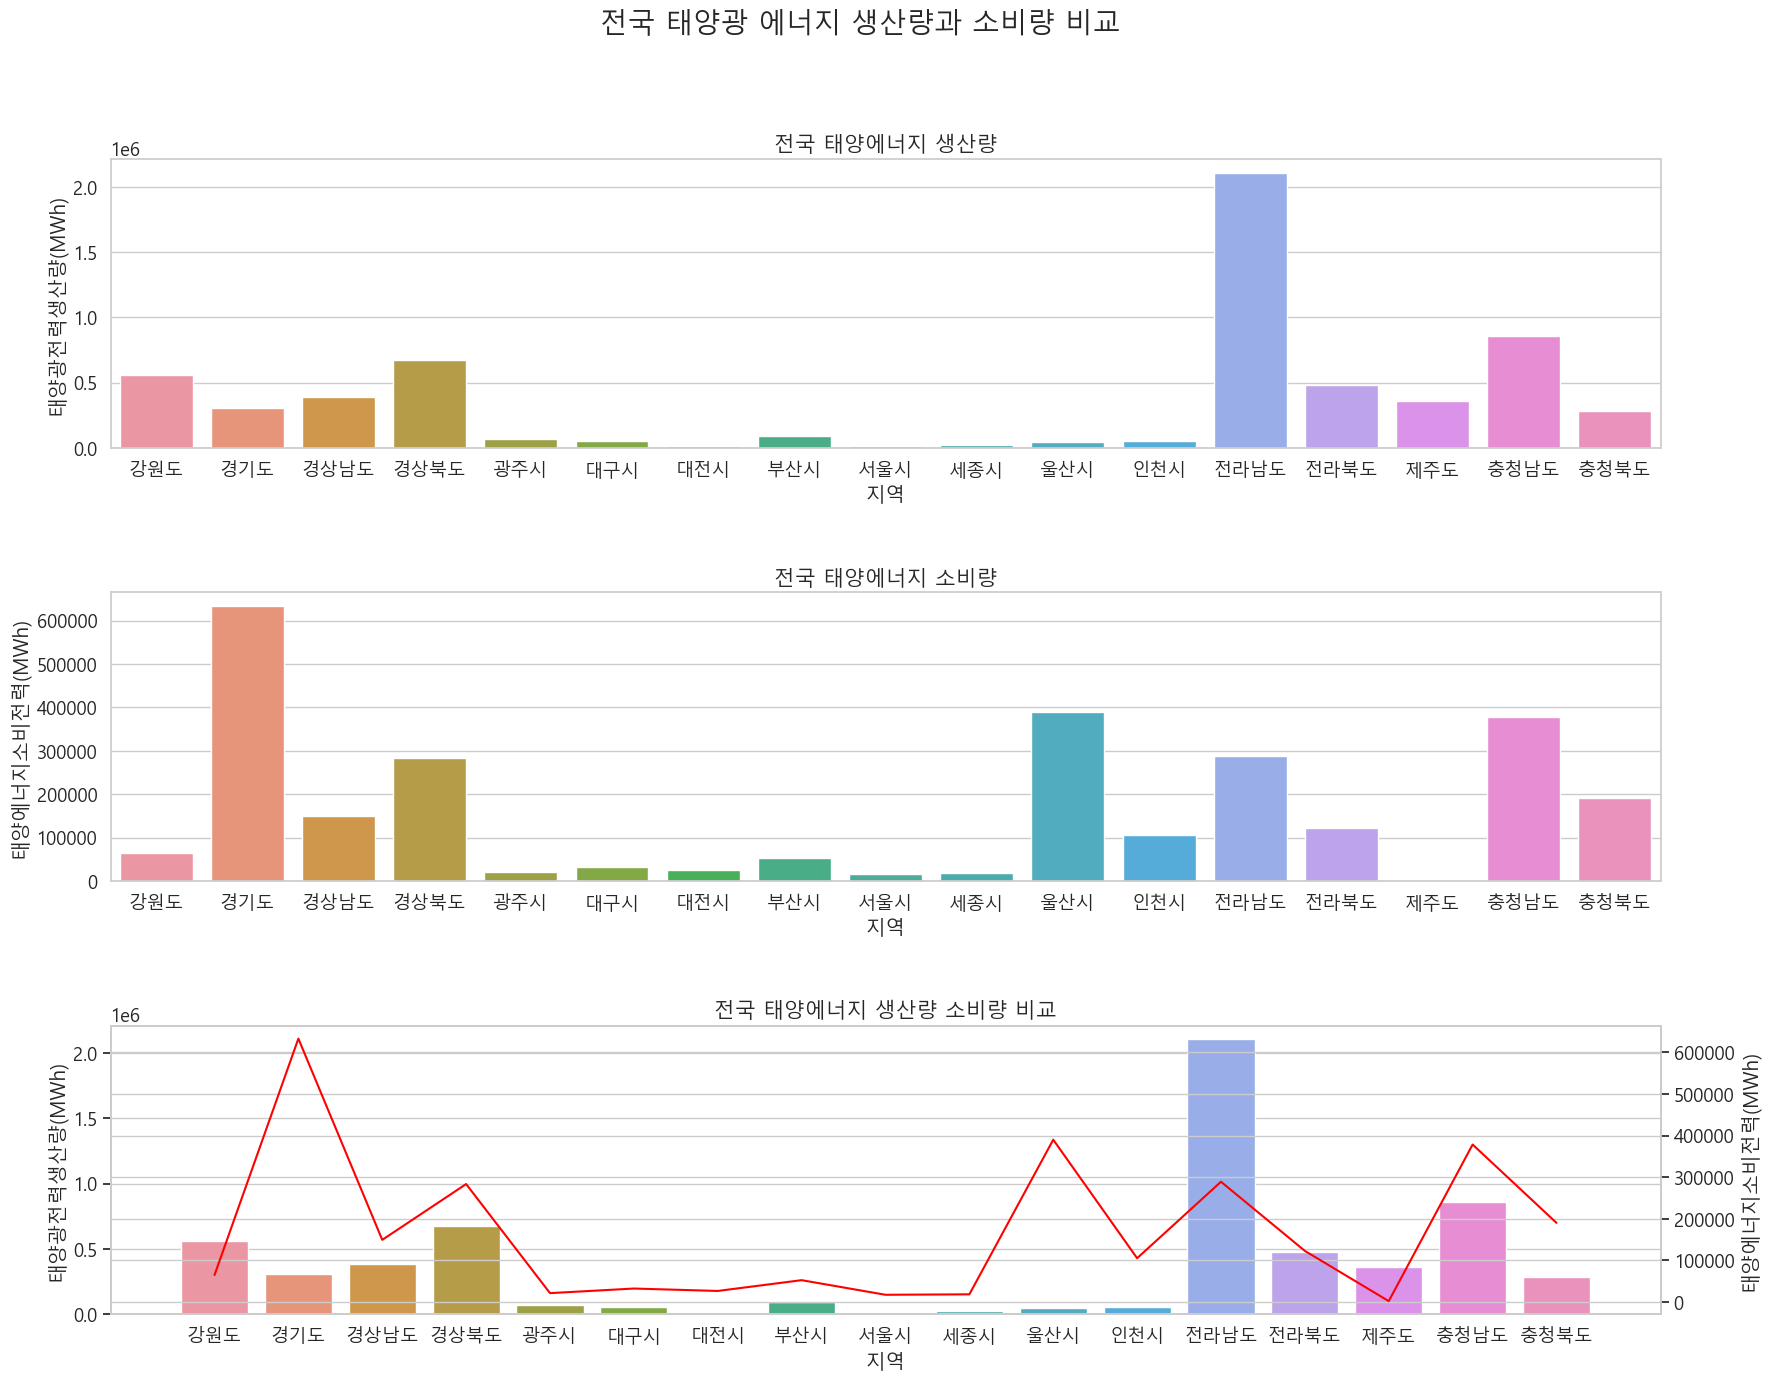 전국 태양광 에너지 생산량과 소비량 비교
전국 태양에너지 생산량
1e6
태양광전력생산량(MWh)
2.0
1.5
1.0
0.5
0.0
강원도 경기도 경상남도 경상북도 광주시 대구시 대전시 부산시 서울시 세종시 울산시 인천시 전라남도 전라북도 제주도 충청남도 충청북도
지역
전국 태양에너지 소비량
태양에너지소비전력(MWh)
600000
500000
400000
300000
200000
100000
0
강원도 경기도 경상남도 경상북도 광주시 대구시 대전시 부산시 서울시 세종시 울산시 인천시 전라남도 전라북도 제주도 충청남도 충청북도
지역
전국 태양에너지 생산량 소비량 비교
1e6
태양광전력생산량(MWh)
2.0
1.5
1.0
0.5
0.0
600000
500000
400000
300000
200000
100000
0
태양에너지소비전력(MWh)
강원도 경기도 경상남도 경상북도 광주시 대구시 대전시 부산시 서울시 세종시 울산시 인천시 전라남도 전라북도 제주도 충청남도 충청북도
지역